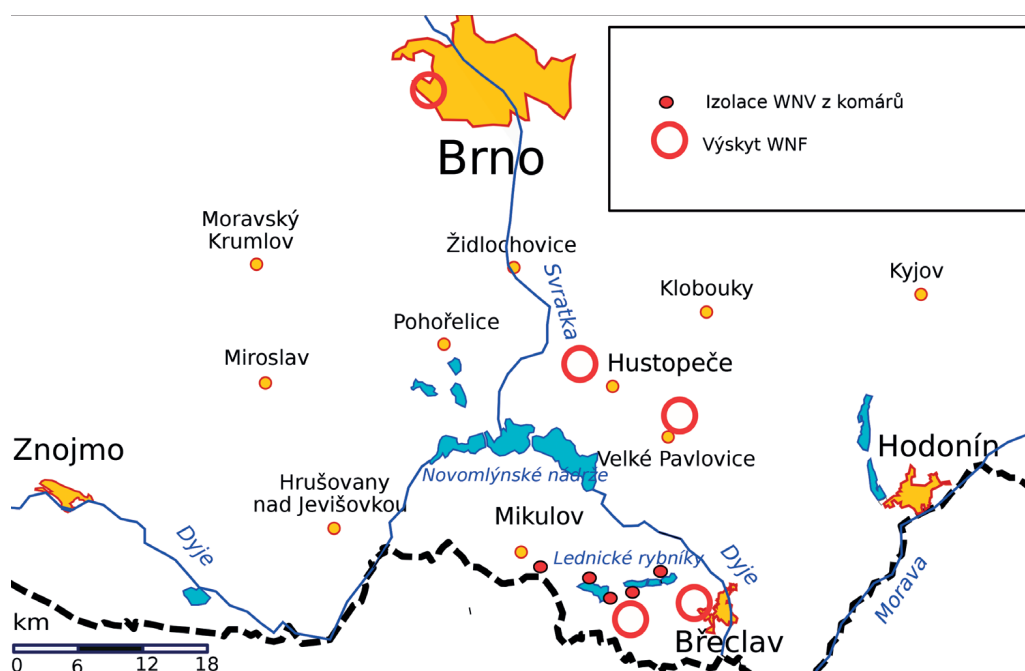 Izolace WNV z komárů
Výskyt WNF
Brno
Moravský
Krumlov
Židlochovice
Svratka
Klobouky
Kyjov
Pohořelice
Miroslav
Hustopeče
Znojmo
Hodonín
Velké Pavlovice
Novomlýnské nádrže
Hrušovany
nad Jevišovkou
Mikulov
Dyje
Lednické rybníky
Dyje
Morava
km
Břeclav
0 6 12 18